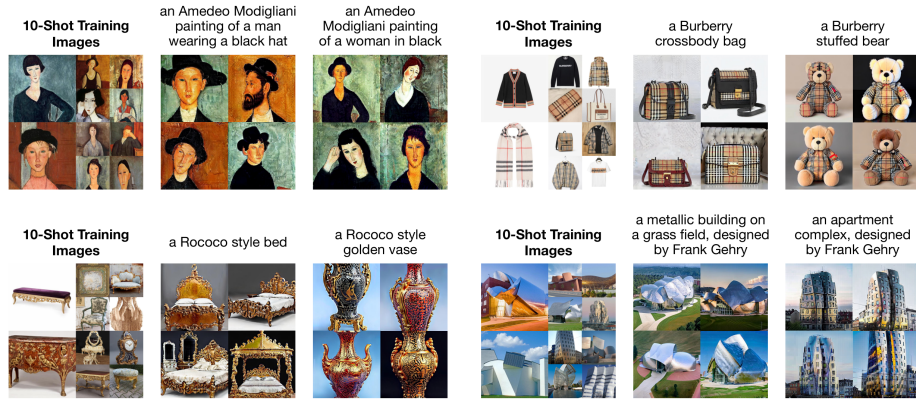 10-Shot Training
Images
an Amedeo Modigliani
painting of a man
wearing a black hat
an Amedeo
Modigliani painting
of a woman in black
10-Shot Training
Images
a Burberry
crossbody bag
a Burberry
stuffed bear
10-Shot Training
Images
a Rococo style bed
a Rococo style
golden vase
10-Shot Training
Images
a metallic building on
a grass field, designed
by Frank Gehry
an apartment
complex, designed
by Frank Gehry